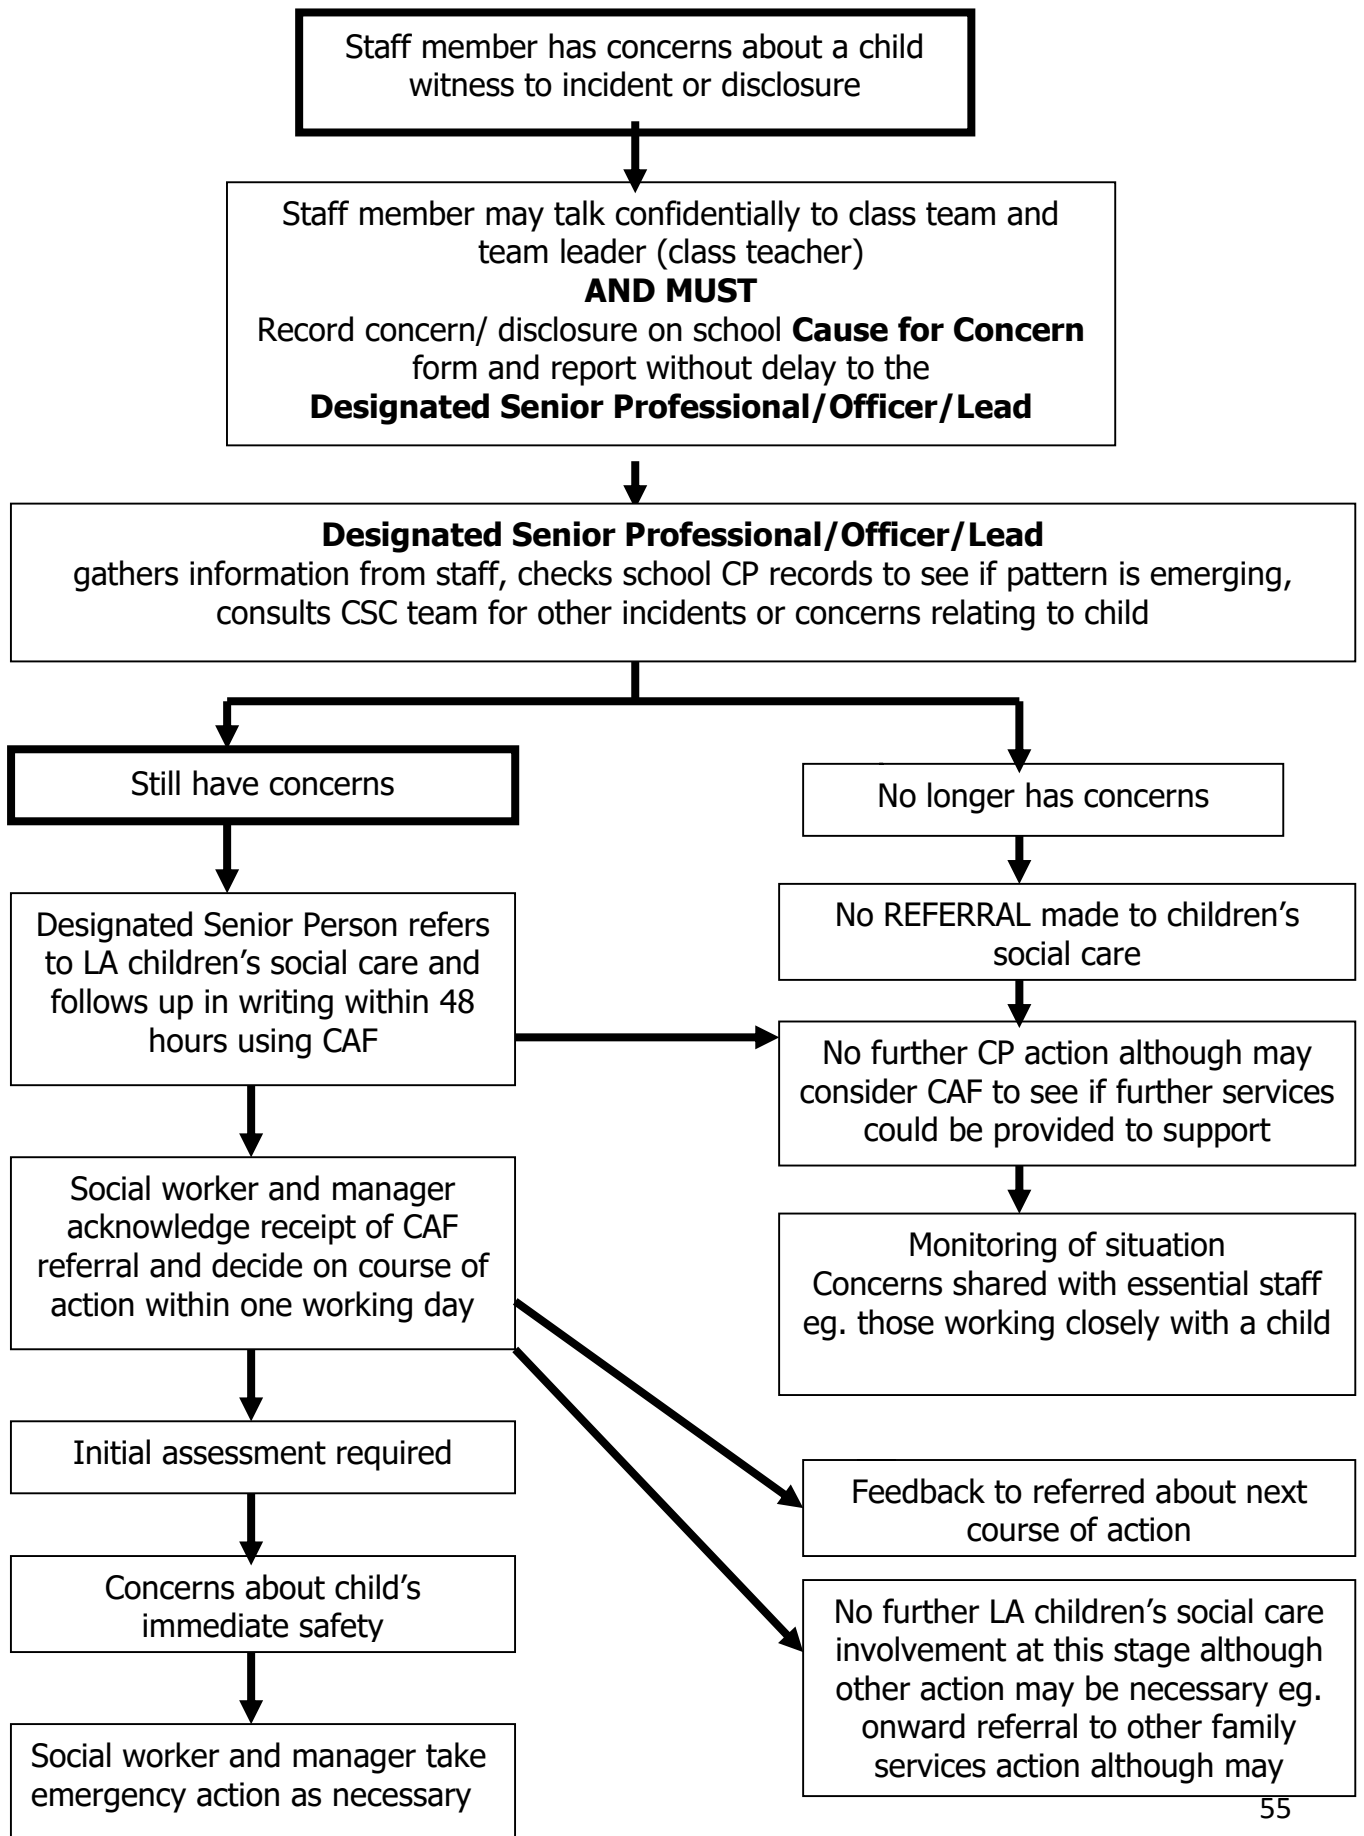 Staff member has concerns about a child
witness to incident or disclosure
Staff member may talk confidentially to class team and
team leader (class teacher)
AND MUST
Record concern/ disclosure on school Cause for Concern
form and report without delay to the
Designated Senior Professional/Officer/Lead
Designated Senior Professional/Officer/Lead
gathers information from staff, checks school CP records to see if pattern is emerging,
consults CSC team for other incidents or concerns relating to child
Still have concerns
No longer has concerns
Designated Senior Person refers
to LA children’s social care and
follows up in writing within 48
hours using CAF
No REFERRAL made to children’s
social care
No further CP action although may
consider CAF to see if further services
could be provided to support
Social worker and manager
acknowledge receipt of CAF
referral and decide on course of
action within one working day
Monitoring of situation
Concerns shared with essential staff
eg. those working closely with a child
Initial assessment required
Feedback to referred about next
course of action
Concerns about child’s
immediate safety
No further LA children’s social care
involvement at this stage although
other action may be necessary eg.
onward referral to other family
services action although may
Social worker and manager take
emergency action as necessary
55